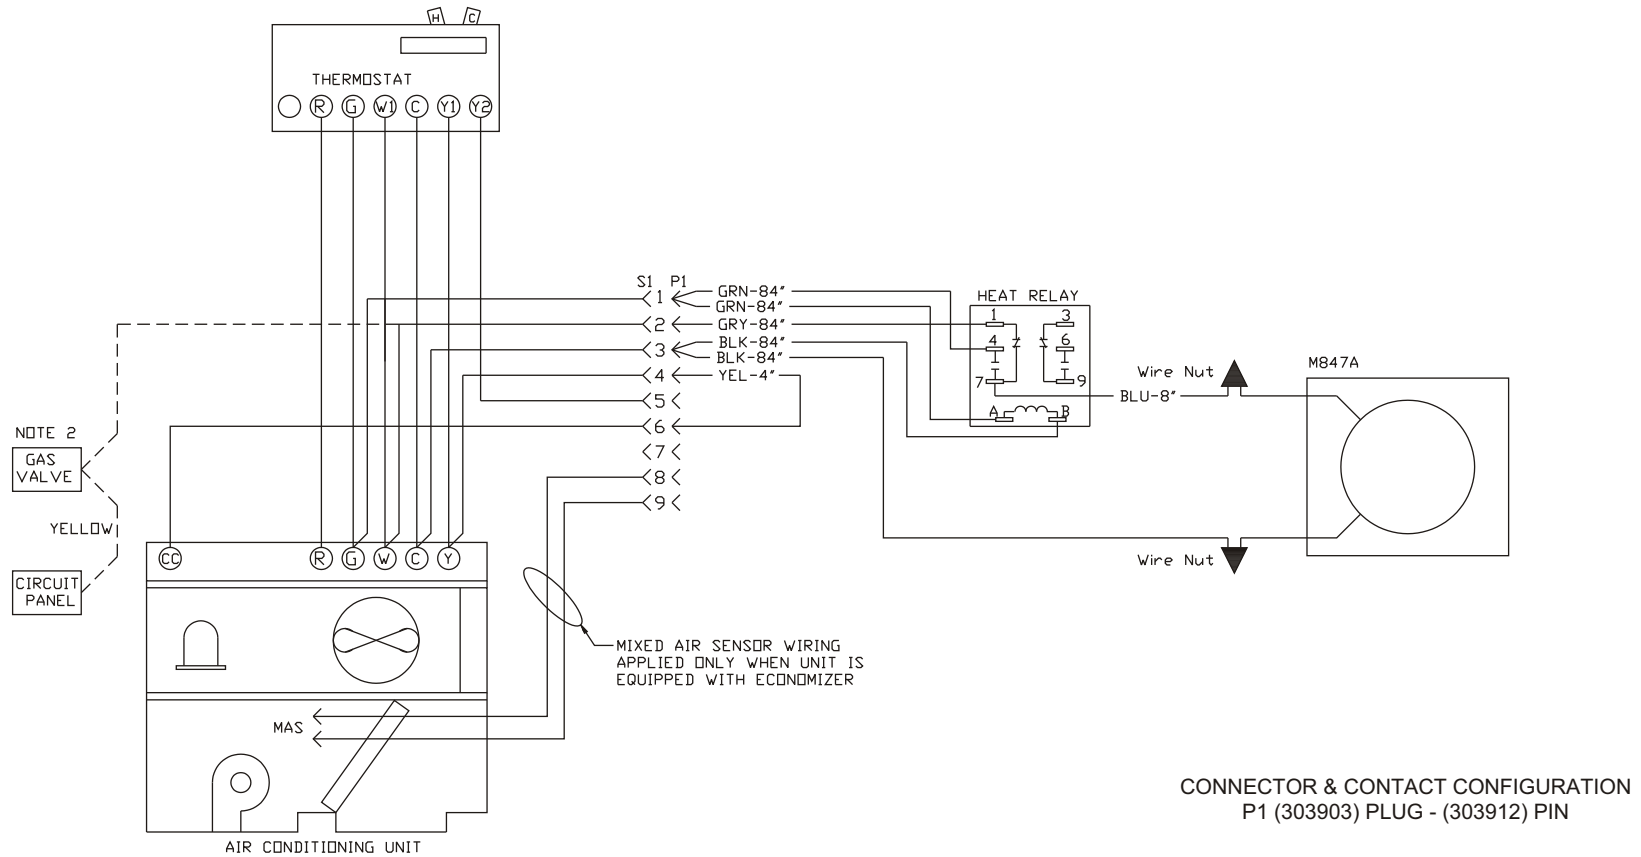 H C
THERMOSTAT
R G W1 C Y1 Y2
S1 P1
1 GRN-84"
GRN-84"
2 GRY-84"
3 BLK-84"
BLK-84"
4 YEL-4"
5
6
7
8
9
HEAT RELAY
1 3
4 6
7 9
A B
BLU-8"
Wire Nut
Wire Nut
M847A
NOTE 2
GAS
VALVE
YELLOW
CIRCUIT
PANEL
CC R G W C Y
MIXED AIR SENSOR WIRING
APPLIED ONLY WHEN UNIT IS
EQUIPPED WITH ECONOMIZER
MAS
AIR CONDITIONING UNIT
CONNECTOR & CONTACT CONFIGURATION
P1 (303903) PLUG - (303912) PIN